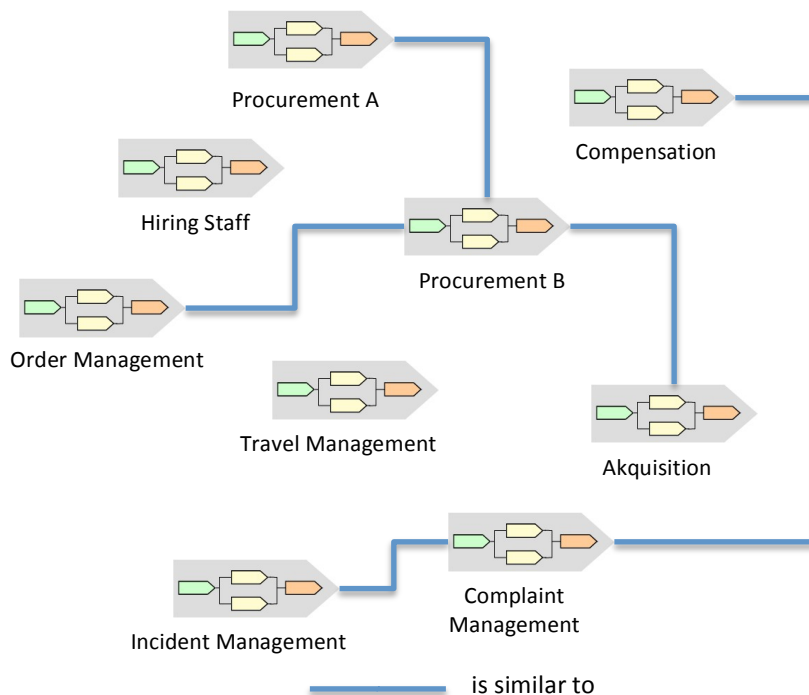 Procurement A
Compensation
Hiring Staff
Procurement B
Order Management
Travel Management
Akquisition
Complaint
Management
Incident Management
is similar to